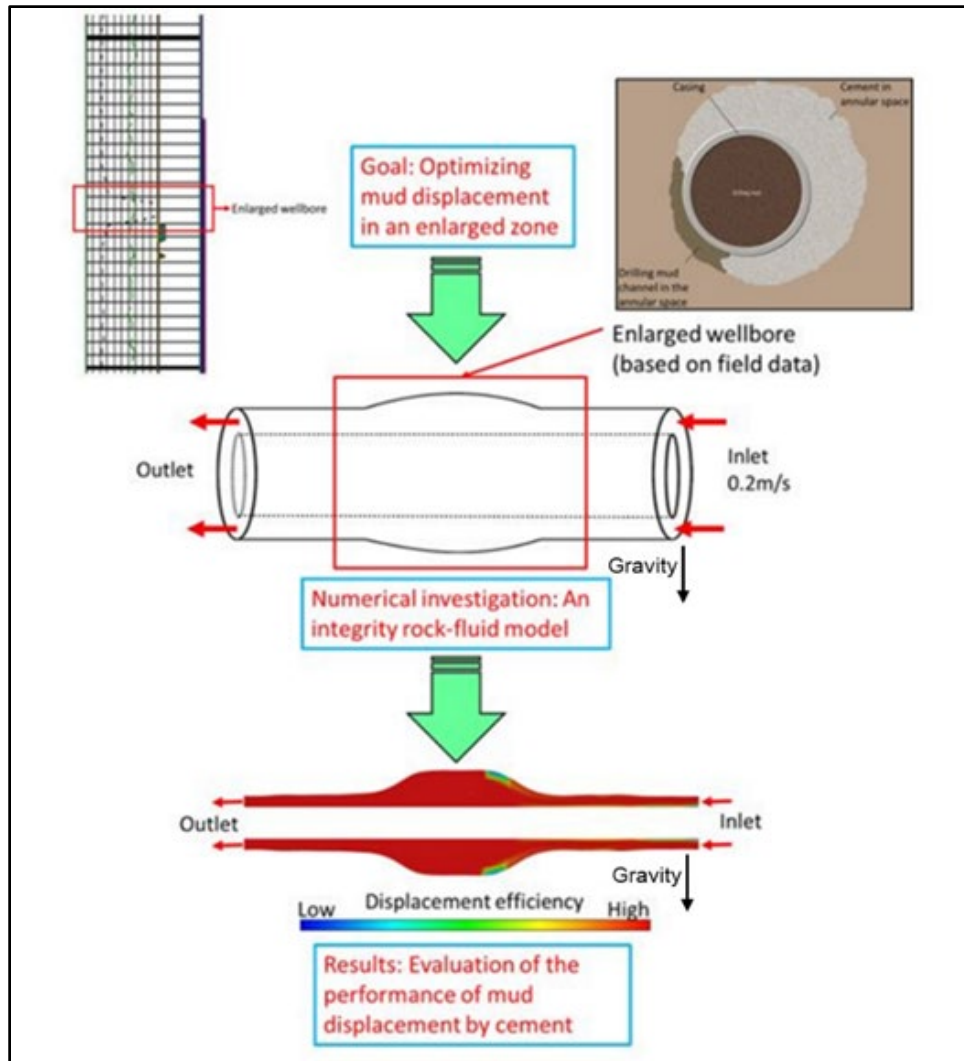 Enlarged wellbore
Goal: Optimizing
mud displacement
in an enlarged zone
Casing
Cement in
annular space
Drilling mud
Drilling mud
channel in the
annular space
Enlarged wellbore
(based on field data)
Outlet
Inlet
0.2m/s
Gravity
Numerical investigation: An
integrity rock-fluid model
Outlet
Inlet
Gravity
Low
Displacement efficiency
High
Results: Evaluation of the
performance of mud
displacement by cement